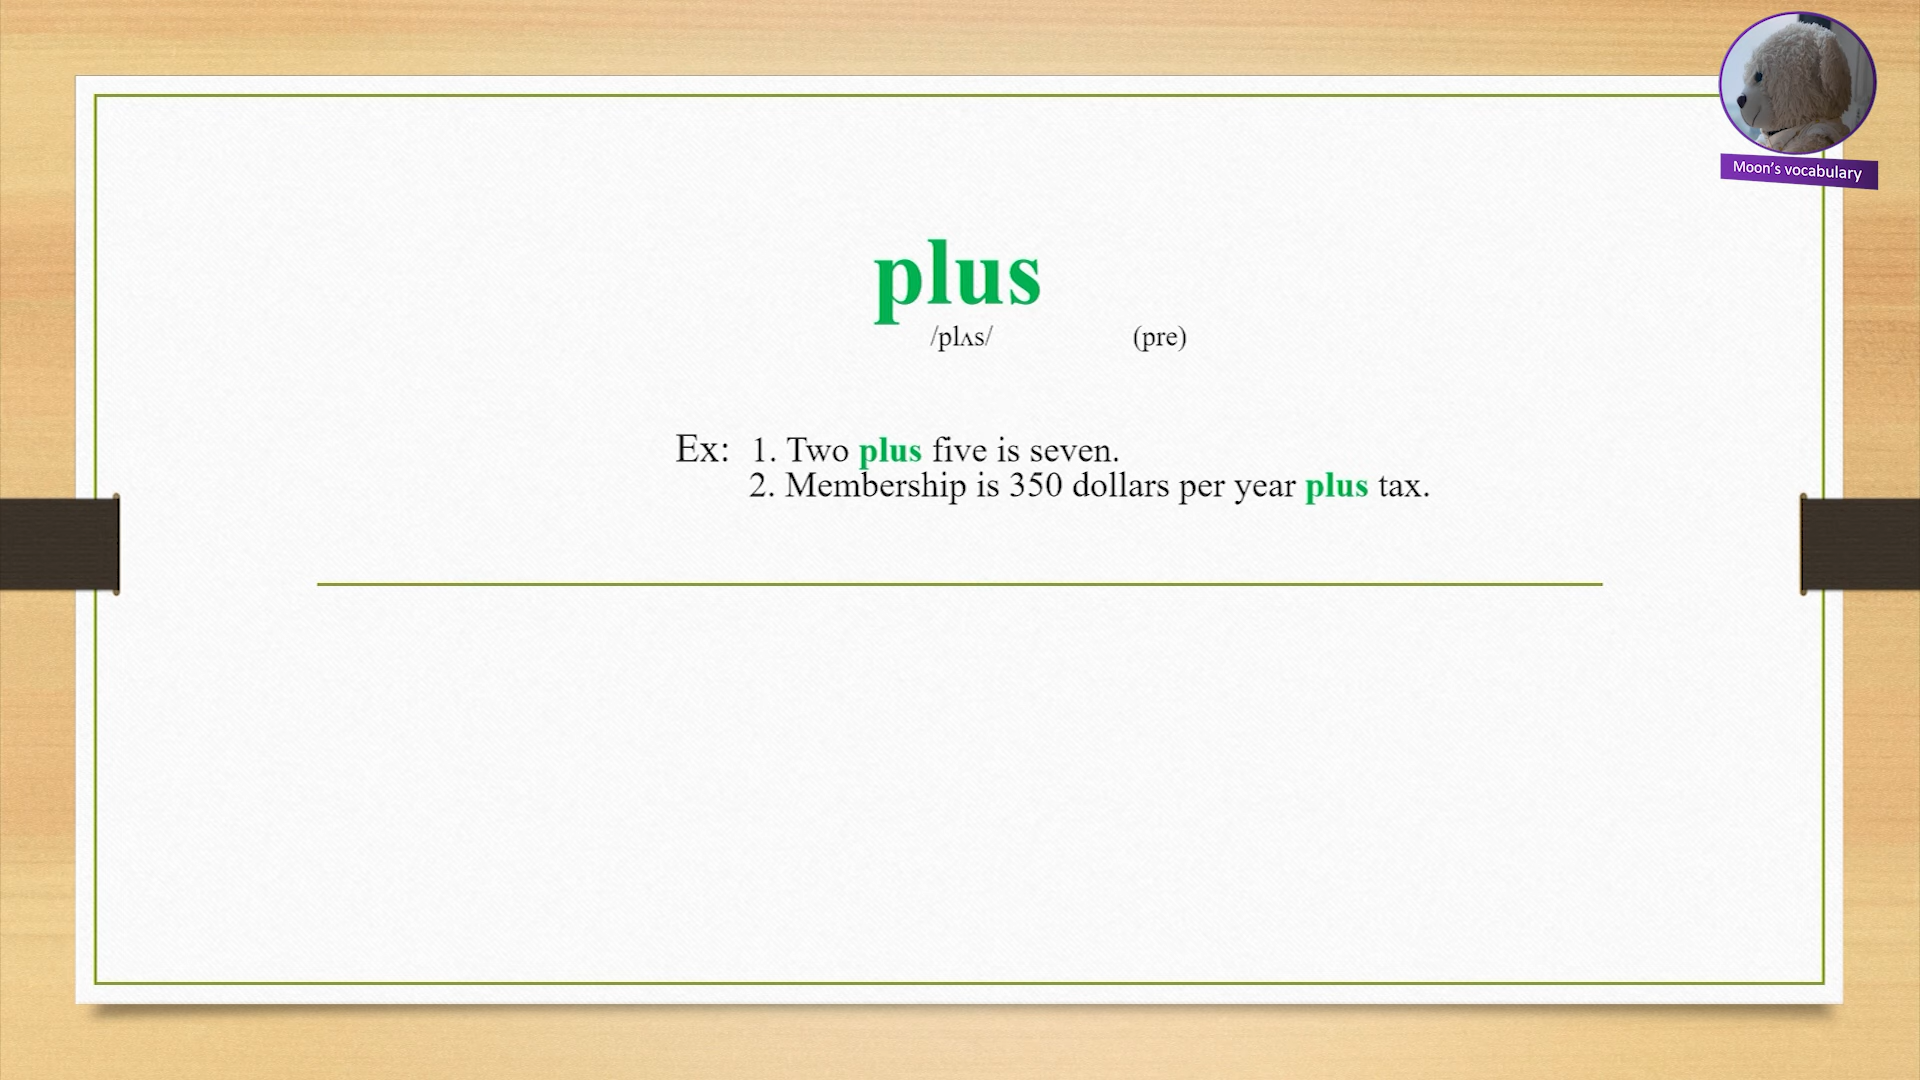 Moon's vocabulary
plus
/plʌs/ (pre)
Ex: 1. Two plus five is seven.
2. Membership is 350 dollars per year plus tax.